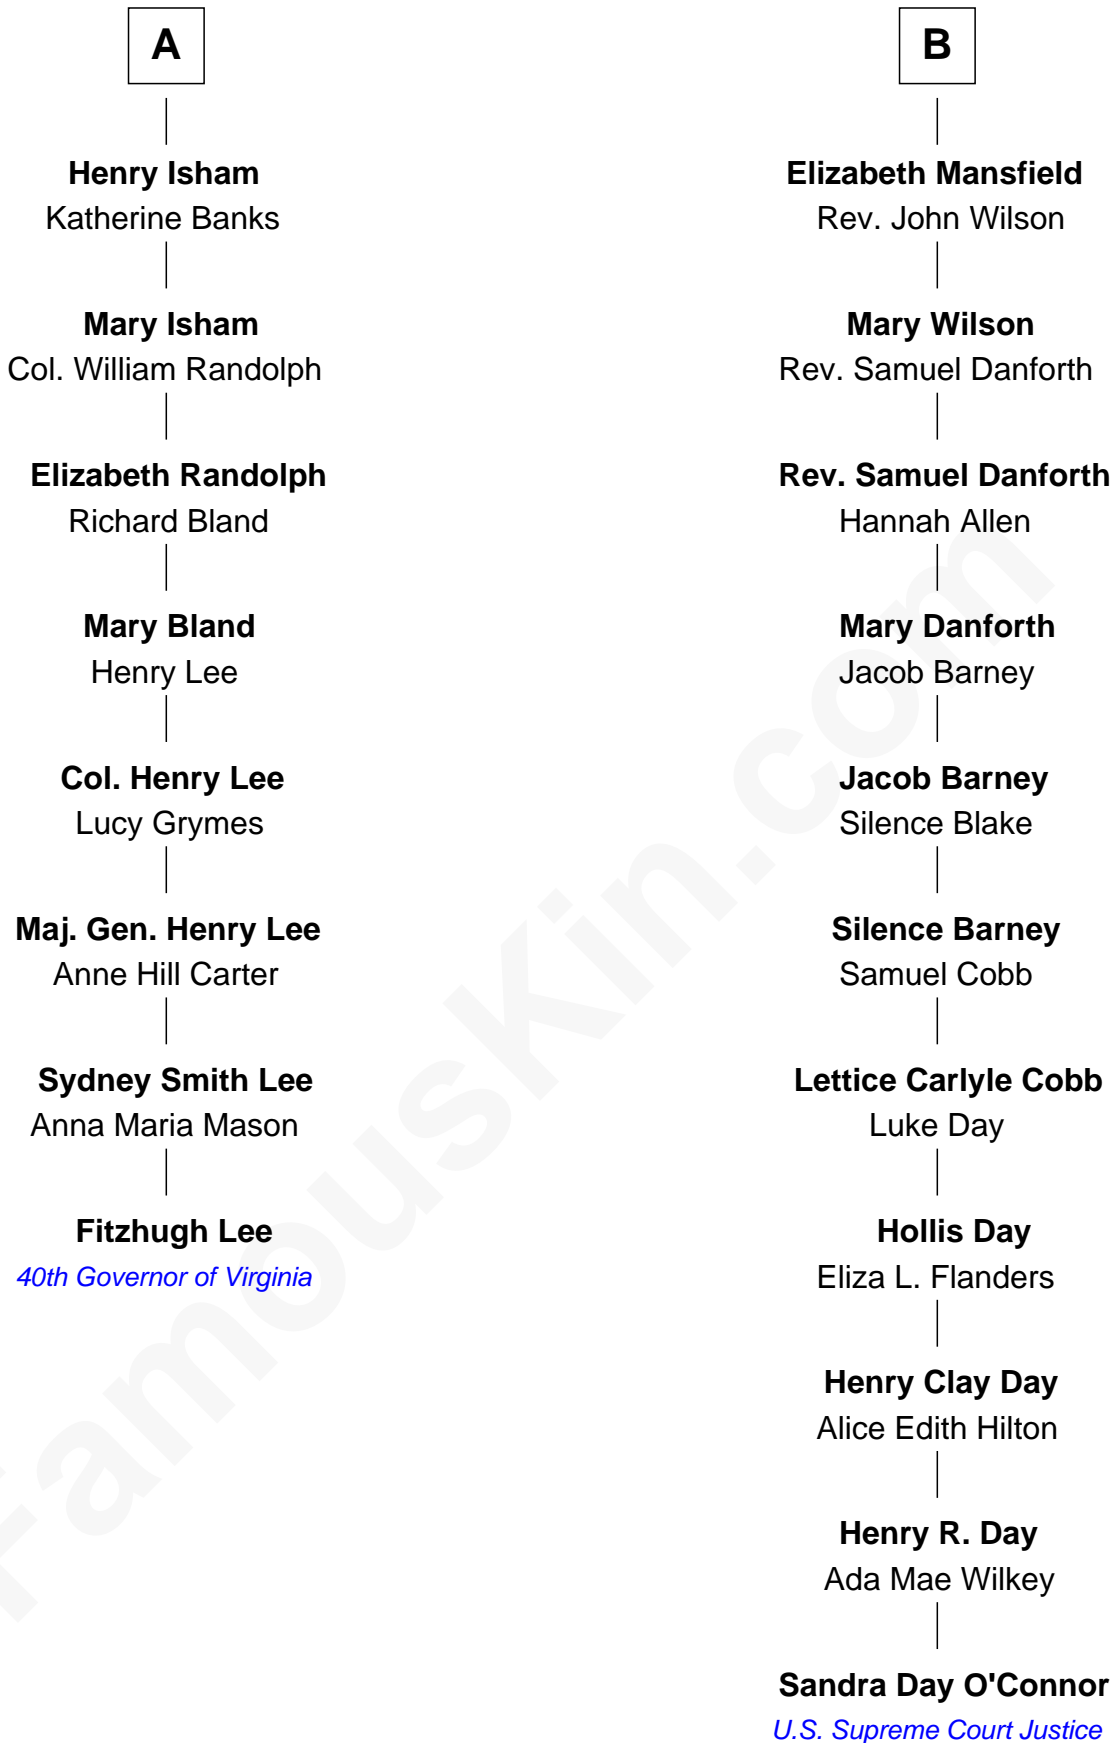 A
Henry Isham
Katherine Banks
Mary Isham
Col. William Randolph
Elizabeth Randolph
Richard Bland
Mary Bland
Henry Lee
Col. Henry Lee
Lucy Grymes
Maj. Gen. Henry Lee
Anne Hill Carter
Sydney Smith Lee
Anna Maria Mason
Fitzhugh Lee
40th Governor of Virginia
B
Elizabeth Mansfield
Rev. John Wilson
Mary Wilson
Rev. Samuel Danforth
Rev. Samuel Danforth
Hannah Allen
Mary Danforth
Jacob Barney
Jacob Barney
Silence Blake
Silence Barney
Samuel Cobb
Lettice Carlyle Cobb
Luke Day
Hollis Day
Eliza L. Flanders
Henry Clay Day
Alice Edith Hilton
Henry R. Day
Ada Mae Wilkey
Sandra Day O'Connor
U.S. Supreme Court Justice
FamousKin.com